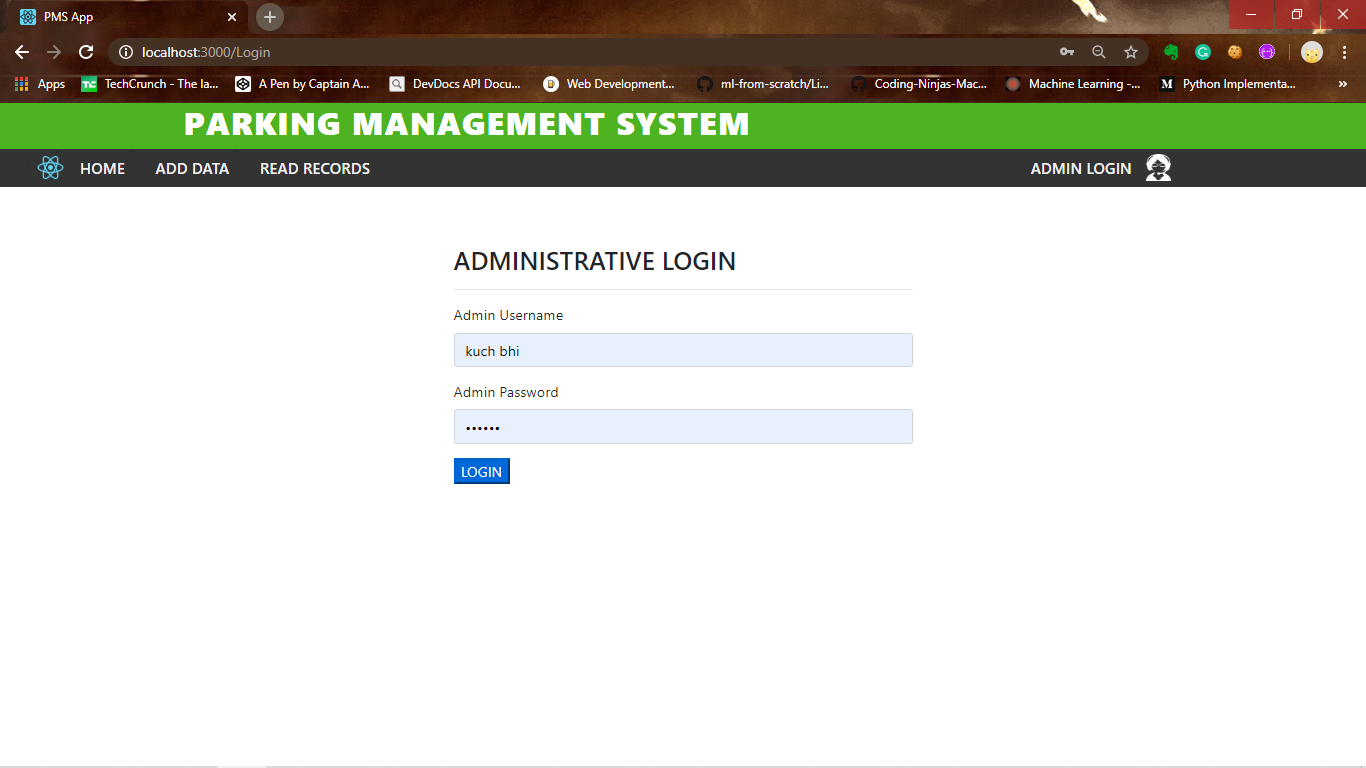 PMS App
localhost:3000/Login
Apps TC TechCrunch - The la... A Pen by Captain A... DevDocs API Docu... Web Development... ml-from-scratch/Li... Coding-Ninjas-Mac... Machine Learning -... M Python Implementa... »
PARKING MANAGEMENT SYSTEM
HOME ADD DATA READ RECORDS ADMIN LOGIN
ADMINISTRATIVE LOGIN
Admin Username
kuch bhi
Admin Password
••••••
LOGIN